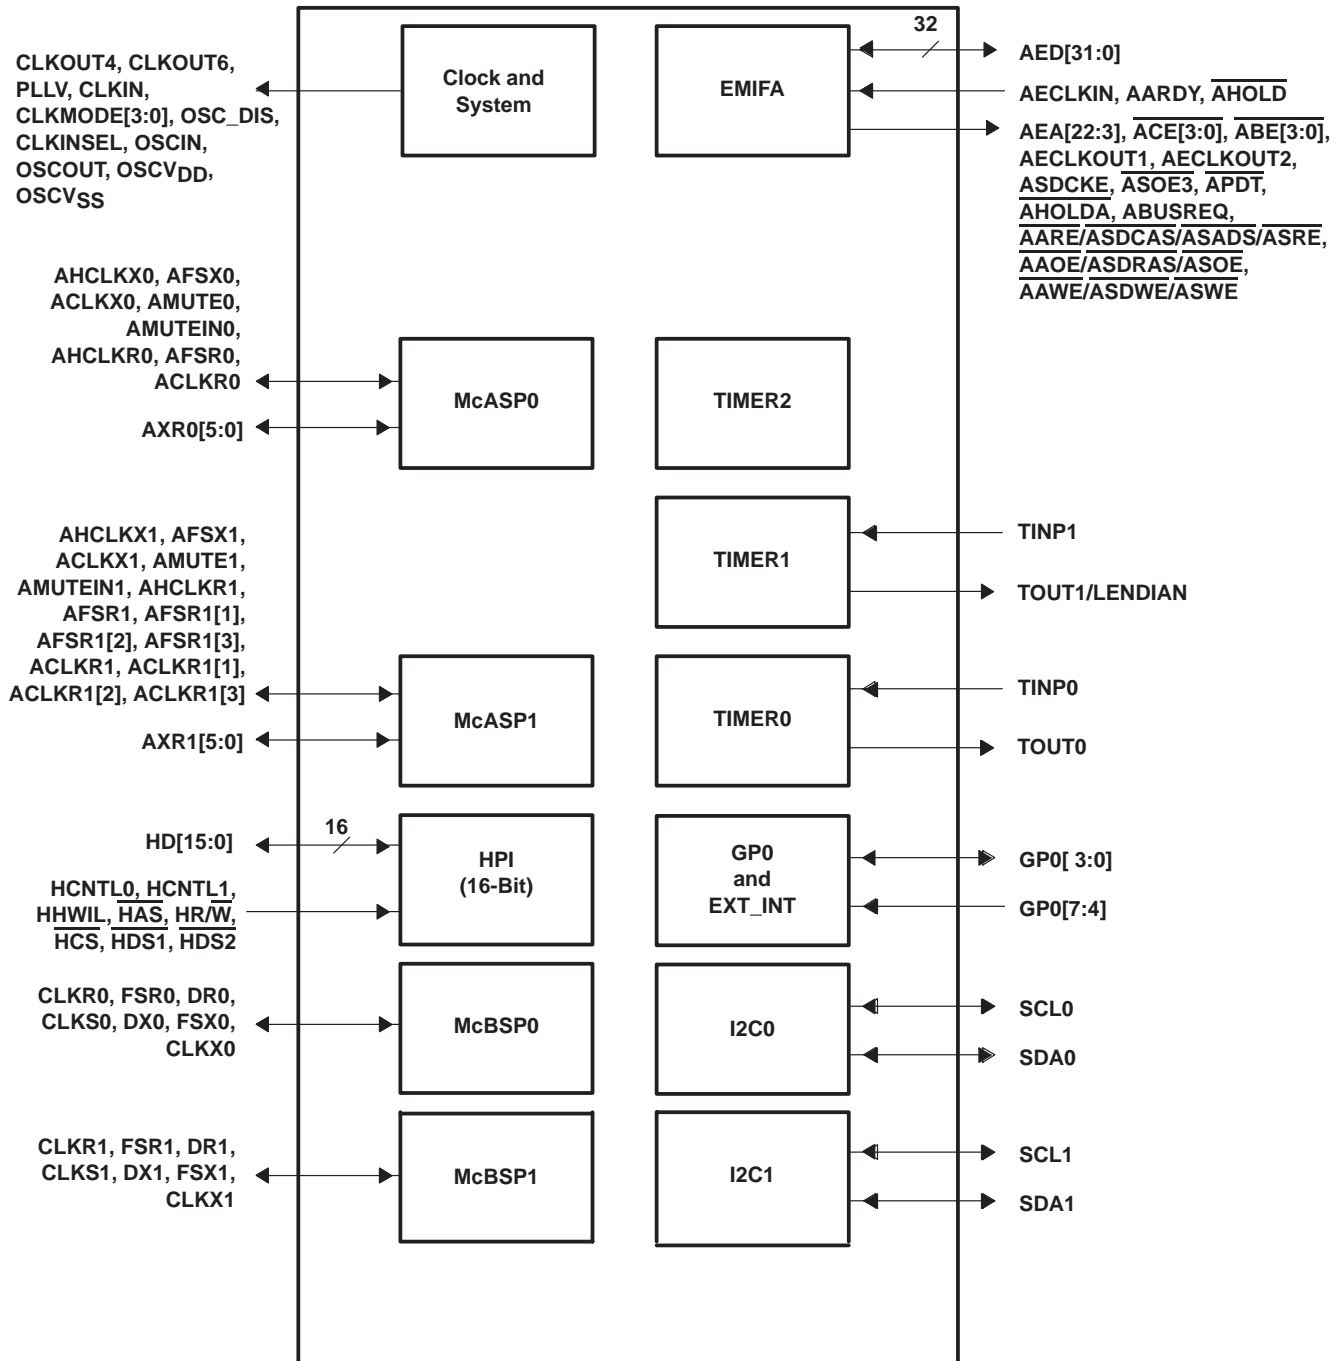 CLKOUT4, CLKOUT6,
PLLV, CLKIN,
CLKMODE[3:0], OSC_DIS,
CLKINSEL, OSCIN,
OSCOUT, OSCVDD,
OSCVSS
Clock and
System
EMIFA
32
AED[31:0]
AECLKIN, AARDY, AHOLD
AEA[22:3], ACE[3:0], ABE[3:0],
AECLKOUT1, AECLKOUT2,
ASDCKE, ASOE3, APDT,
AHOLDA, ABUSREQ,
AARE/ASDCAS/ASADS/ASRE,
AAOE/ASDRAS/ASOE,
AAWE/ASDWE/ASWE
AHCLKX0, AFSX0,
ACLKX0, AMUTE0,
AMUTEIN0,
AHCLKR0, AFSR0,
ACLKR0
AXR0[5:0]
McASP0
TIMER2
AHCLKX1, AFSX1,
ACLKX1, AMUTE1,
AMUTEIN1, AHCLKR1,
AFSR1, AFSR1[1],
AFSR1[2], AFSR1[3],
ACLKR1, ACLKR1[1],
ACLKR1[2], ACLKR1[3]
AXR1[5:0]
McASP1
TIMER1
TINP1
TOUT1/LENDIAN
TIMER0
TINP0
TOUT0
HD[15:0]
16
HCNTL0, HCNTL1,
HHWIL, HAS, HR/W,
HCS, HDS1, HDS2
HPI
(16-Bit)
GP0
and
EXT_INT
GP0[ 3:0]
GP0[7:4]
CLKR0, FSR0, DR0,
CLKS0, DX0, FSX0,
CLKX0
McBSP0
I2C0
SCL0
SDA0
CLKR1, FSR1, DR1,
CLKS1, DX1, FSX1,
CLKX1
McBSP1
I2C1
SCL1
SDA1